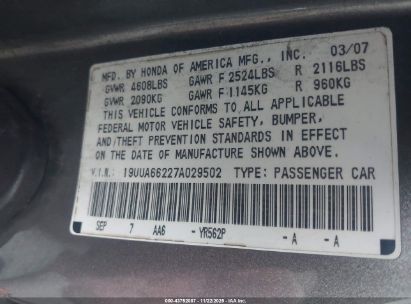 MFD. BY HONDA OF AMERICA MFG., INC. 03/07
GVWR 4608LBS GAWR F 2524LBS R 2116LBS
GVWR 2090KG GAWR F 1145KG R 960KG
THIS VEHICLE CONFORMS TO ALL APPLICABLE
FEDERAL MOTOR VEHICLE SAFETY, BUMPER,
AND/THEFT PREVENTION STANDARDS IN EFFECT
ON THE DATE OF MANUFACTURE SHOWN ABOVE.
V.I.N.: 19UUA66227A029502 TYPE: PASSENGER CAR
SEP 7 AA6 - YR562P -A -A